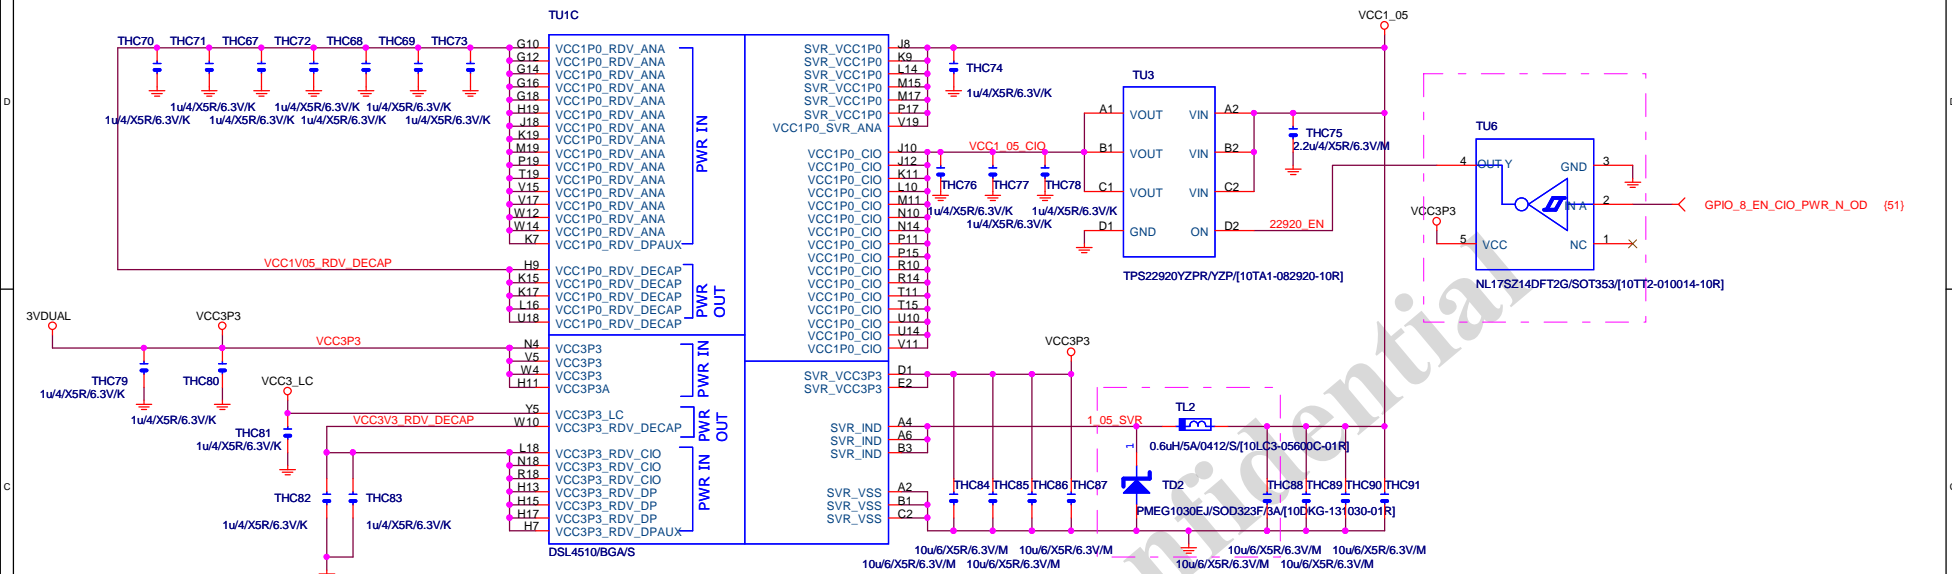 TU1C
VCC1_05
THC70 THC71 THC67 THC72 THC68 THC69 THC73
1u/4/X5R/6.3V/K 1u/4/X5R/6.3V/K 1u/4/X5R/6.3V/K
1u/4/X5R/6.3V/K 1u/4/X5R/6.3V/K 1u/4/X5R/6.3V/K 1u/4/X5R/6.3V/K
G10 VCC1P0_RDV_ANA
G12 VCC1P0_RDV_ANA
G14 VCC1P0_RDV_ANA
G16 VCC1P0_RDV_ANA
G18 VCC1P0_RDV_ANA
H19 VCC1P0_RDV_ANA
J18 VCC1P0_RDV_ANA
K19 VCC1P0_RDV_ANA
M19 VCC1P0_RDV_ANA
P19 VCC1P0_RDV_ANA
T19 VCC1P0_RDV_ANA
V15 VCC1P0_RDV_ANA
V17 VCC1P0_RDV_ANA
W12 VCC1P0_RDV_ANA
W14 VCC1P0_RDV_ANA
K7 VCC1P0_RDV_DPAUX
PWR IN
VCC1V05_RDV_DECAP
H9 VCC1P0_RDV_DECAP
K15 VCC1P0_RDV_DECAP
K17 VCC1P0_RDV_DECAP
L16 VCC1P0_RDV_DECAP
U18 VCC1P0_RDV_DECAP
PWR
OUT
3VDUAL
VCC3P3
VCC3P3
N4 VCC3P3
V5 VCC3P3
W4 VCC3P3
H11 VCC3P3A
PWR IN
THC79
1u/4/X5R/6.3V/K
THC80
1u/4/X5R/6.3V/K
VCC3_LC
THC81
1u/4/X5R/6.3V/K
VCC3V3_RDV_DECAP
Y5 VCC3P3_LC
W10 VCC3P3_RDV_DECAP
PWR
OUT
L18 VCC3P3_RDV_CIO
N18 VCC3P3_RDV_CIO
R18 VCC3P3_RDV_CIO
H13 VCC3P3_RDV_DP
H15 VCC3P3_RDV_DP
H17 VCC3P3_RDV_DP
H7 VCC3P3_RDV_DPAUX
PWR IN
THC82
1u/4/X5R/6.3V/K
THC83
1u/4/X5R/6.3V/K
DSL4510/BGA/S
SVR_VCC1P0 J8
SVR_VCC1P0 K9
SVR_VCC1P0 L14
SVR_VCC1P0 M15
SVR_VCC1P0 M17
SVR_VCC1P0 P17
VCC1P0_SVR_ANA V19
VCC1P0_CIO J10
VCC1P0_CIO J12
VCC1P0_CIO K11
VCC1P0_CIO L10
VCC1P0_CIO M11
VCC1P0_CIO N10
VCC1P0_CIO N14
VCC1P0_CIO P11
VCC1P0_CIO P15
VCC1P0_CIO R10
VCC1P0_CIO R14
VCC1P0_CIO T11
VCC1P0_CIO T15
VCC1P0_CIO U10
VCC1P0_CIO U14
VCC1P0_CIO V11
SVR_VCC3P3 D1
SVR_VCC3P3 E2
SVR_IND A4
SVR_IND A6
SVR_IND B3
SVR_VSS A2
SVR_VSS B1
SVR_VSS C2
THC74
1u/4/X5R/6.3V/K
VCC1_05_CIO
THC76 THC77 THC78
1u/4/X5R/6.3V/K 1u/4/X5R/6.3V/K
1u/4/X5R/6.3V/K
TU3
A1 VOUT VIN A2
B1 VOUT VIN B2
C1 VOUT VIN C2
D1 GND ON D2
TPS22920YZPR/YZP/[10TA1-082920-10R]
THC75
2.2u/4/X5R/6.3V/M
22920_EN
TU6
4 OUT Y GND 3
IN A 2
5 VCC NC 1
VCC3P3
NL17SZ14DFT2G/SOT353/[10TT2-010014-10R]
GPIO_8_EN_CIO_PWR_N_OD {51}
VCC3P3
1_05_SVR
TL2
0.6uH/5A/0412/S/[10LC3-05600C-01R]
1
TD2
PMEG1030EJ/SOD323F/3A/[10DKG-131030-01R]
THC84 THC85 THC86 THC87
THC88 THC89 THC90 THC91
10u/6/X5R/6.3V/M 10u/6/X5R/6.3V/M 10u/6/X5R/6.3V/M 10u/6/X5R/6.3V/M
10u/6/X5R/6.3V/M 10u/6/X5R/6.3V/M 10u/6/X5R/6.3V/M 10u/6/X5R/6.3V/M
D
C
nfidential